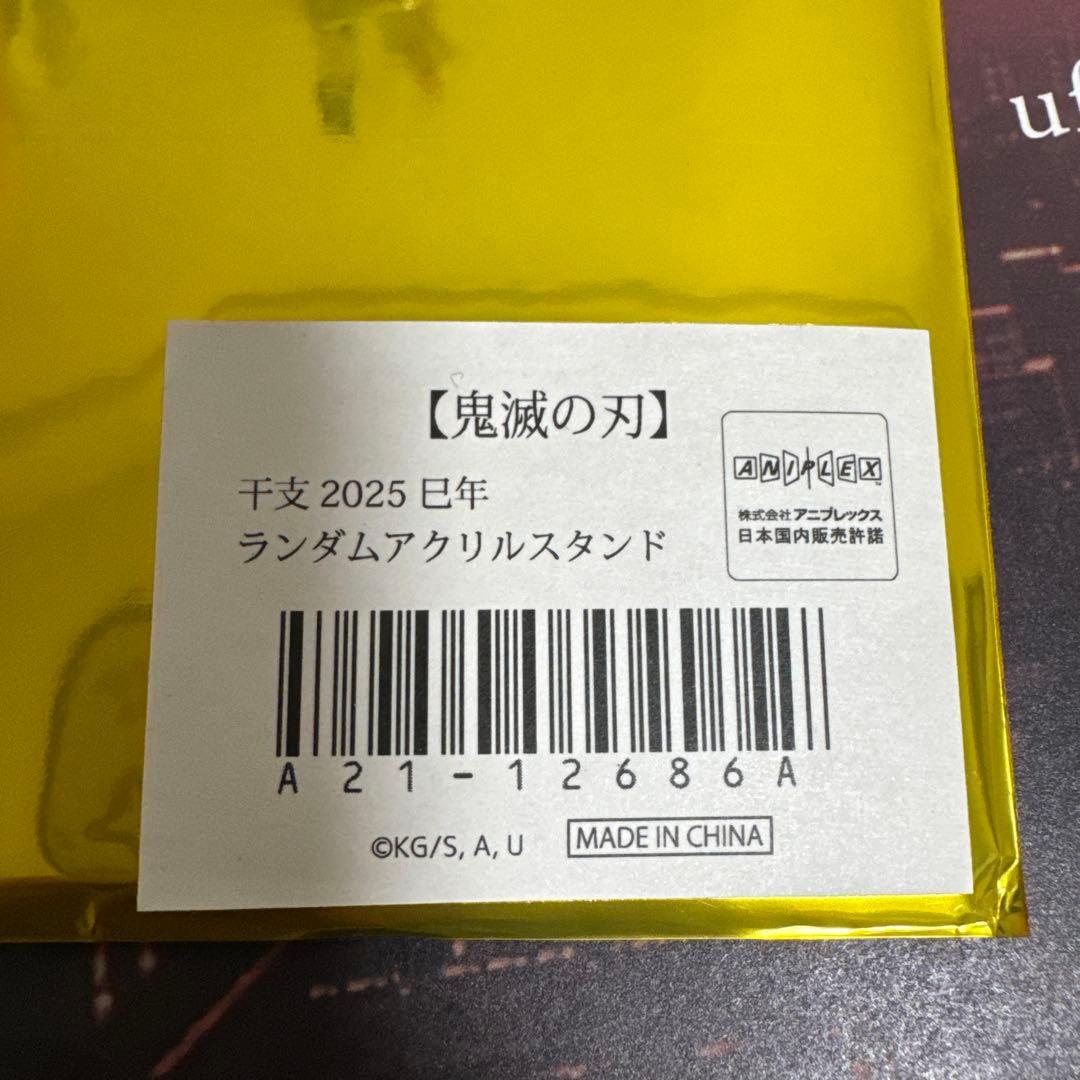 【鬼滅の刃】
干支 2025 巳年
ランダムアクリルスタンド
ANIPLEX
株式会社アニプレックス
日本国内販売許諾
A21-12686A
©KG/S, A, U
MADE IN CHINA